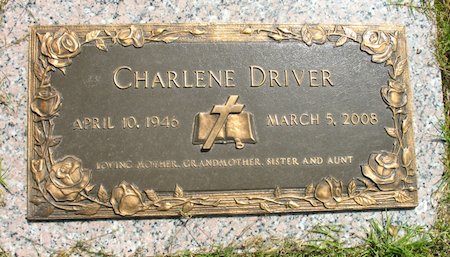 CHARLENE DRIVER
APRIL 10, 1946 MARCH 5, 2008
LOVING MOTHER, GRANDMOTHER, SISTER AND AUNT